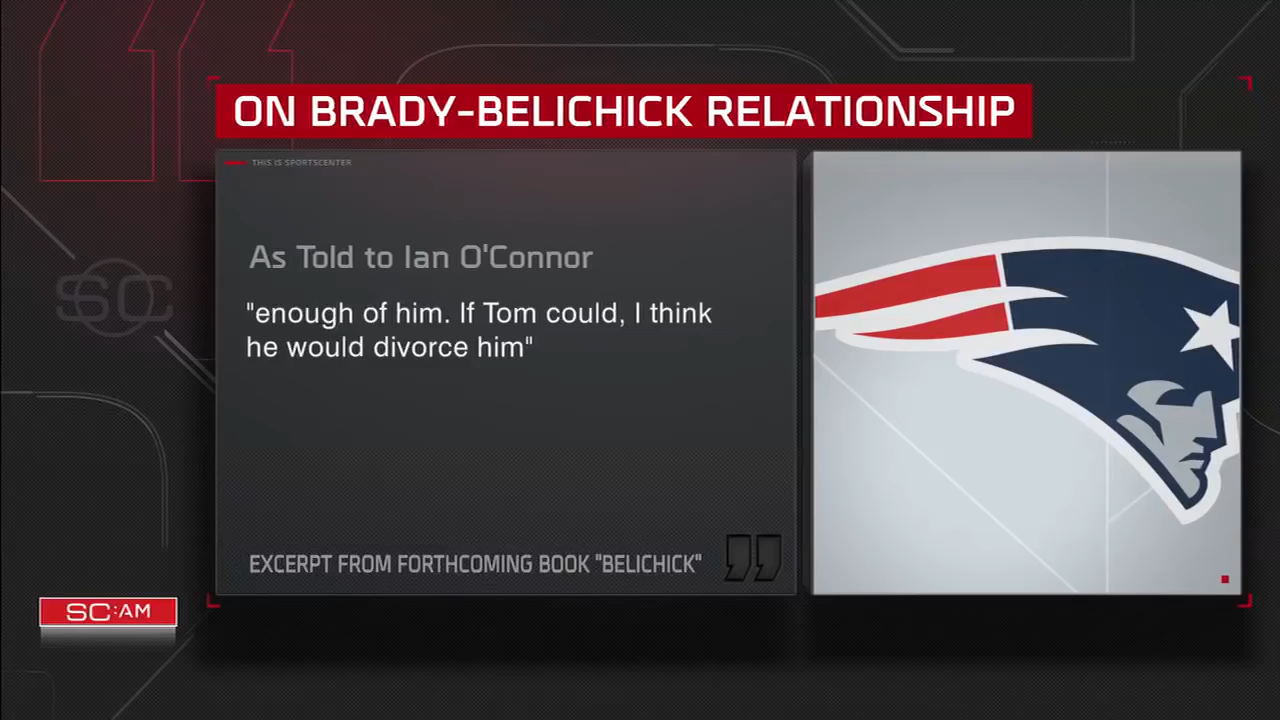 ON BRADY-BELICHICK RELATIONSHIP
THIS IS SPORTSCENTER
As Told to Ian O'Connor
"enough of him. If Tom could, I think
he would divorce him"
EXCERPT FROM FORTHCOMING BOOK "BELICHICK"
SC
SC:AM